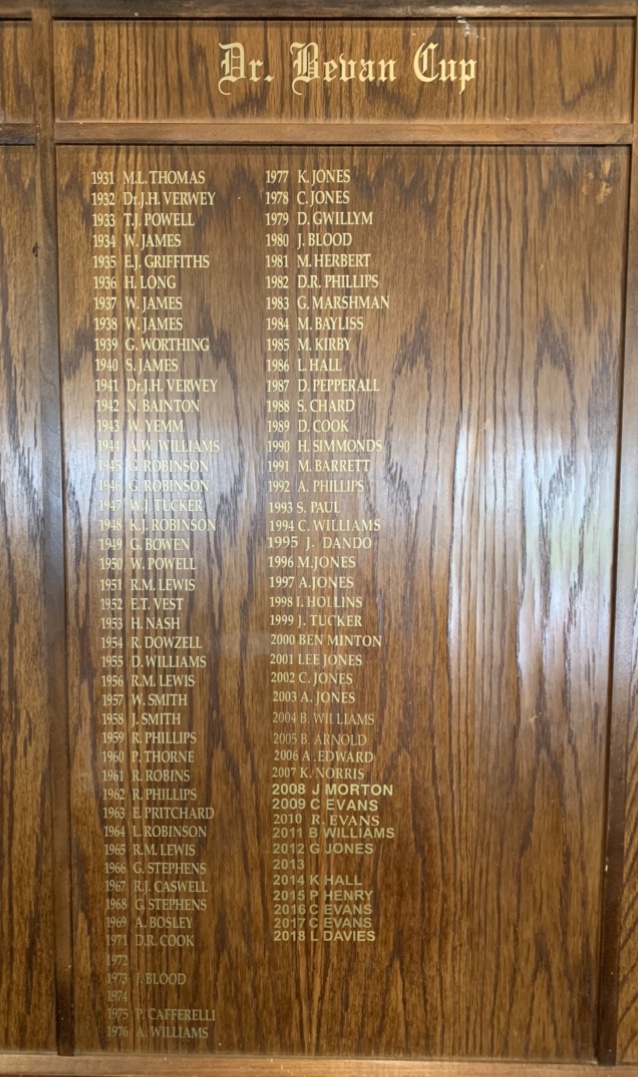 Dr. Bevan Cup
1931 M.L. THOMAS
1932 Dr.J.H. VERWEY
1933 T.J. POWELL
1934 W. JAMES
1935 E.J. GRIFFITHS
1936 H. LONG
1937 W. JAMES
1938 W. JAMES
1939 G. WORTHING
1940 S. JAMES
1941 Dr.J.H. VERWEY
1942 N. BAINTON
1943 W. YEMM
1944 A.W. WILLIAMS
1945 G. ROBINSON
1946 G. ROBINSON
1947 W.J. TUCKER
1948 K.J. ROBINSON
1949 G. BOWEN
1950 W. POWELL
1951 R.M. LEWIS
1952 E.T. VEST
1953 H. NASH
1954 R. DOWZELL
1955 D. WILLIAMS
1956 R.M. LEWIS
1957 W. SMITH
1958 J. SMITH
1959 R. PHILLIPS
1960 P. THORNE
1961 R. ROBINS
1962 R. PHILLIPS
1963 E. PRITCHARD
1964 L. ROBINSON
1965 R.M. LEWIS
1966 G. STEPHENS
1967 R.J. CASWELL
1968 G. STEPHENS
1969 A. BOSLEY
1971 D.R. COOK
1972
1973 J. BLOOD
1974
1975 P. CAFFERELLI
1976 A. WILLIAMS
1977 K. JONES
1978 C. JONES
1979 D. GWILLYM
1980 J. BLOOD
1981 M. HERBERT
1982 D.R. PHILLIPS
1983 G. MARSHMAN
1984 M. BAYLISS
1985 M. KIRBY
1986 L. HALL
1987 D. PEPPERALL
1988 S. CHARD
1989 D. COOK
1990 H. SIMMONDS
1991 M. BARRETT
1992 A. PHILLIPS
1993 S. PAUL
1994 C. WILLIAMS
1995 J. DANDO
1996 M.JONES
1997 A.JONES
1998 I. HOLLINS
1999 J. TUCKER
2000 BEN MINTON
2001 LEE JONES
2002 C. JONES
2003 A. JONES
2004 B. WILLIAMS
2005 B. ARNOLD
2006 A .EDWARD
2007 K. NORRIS
2008 J MORTON
2009 C EVANS
2010 R. EVANS
2011 B WILLIAMS
2012 G JONES
2013
2014 K HALL
2015 P HENRY
2016 C EVANS
2017 C EVANS
2018 L DAVIES